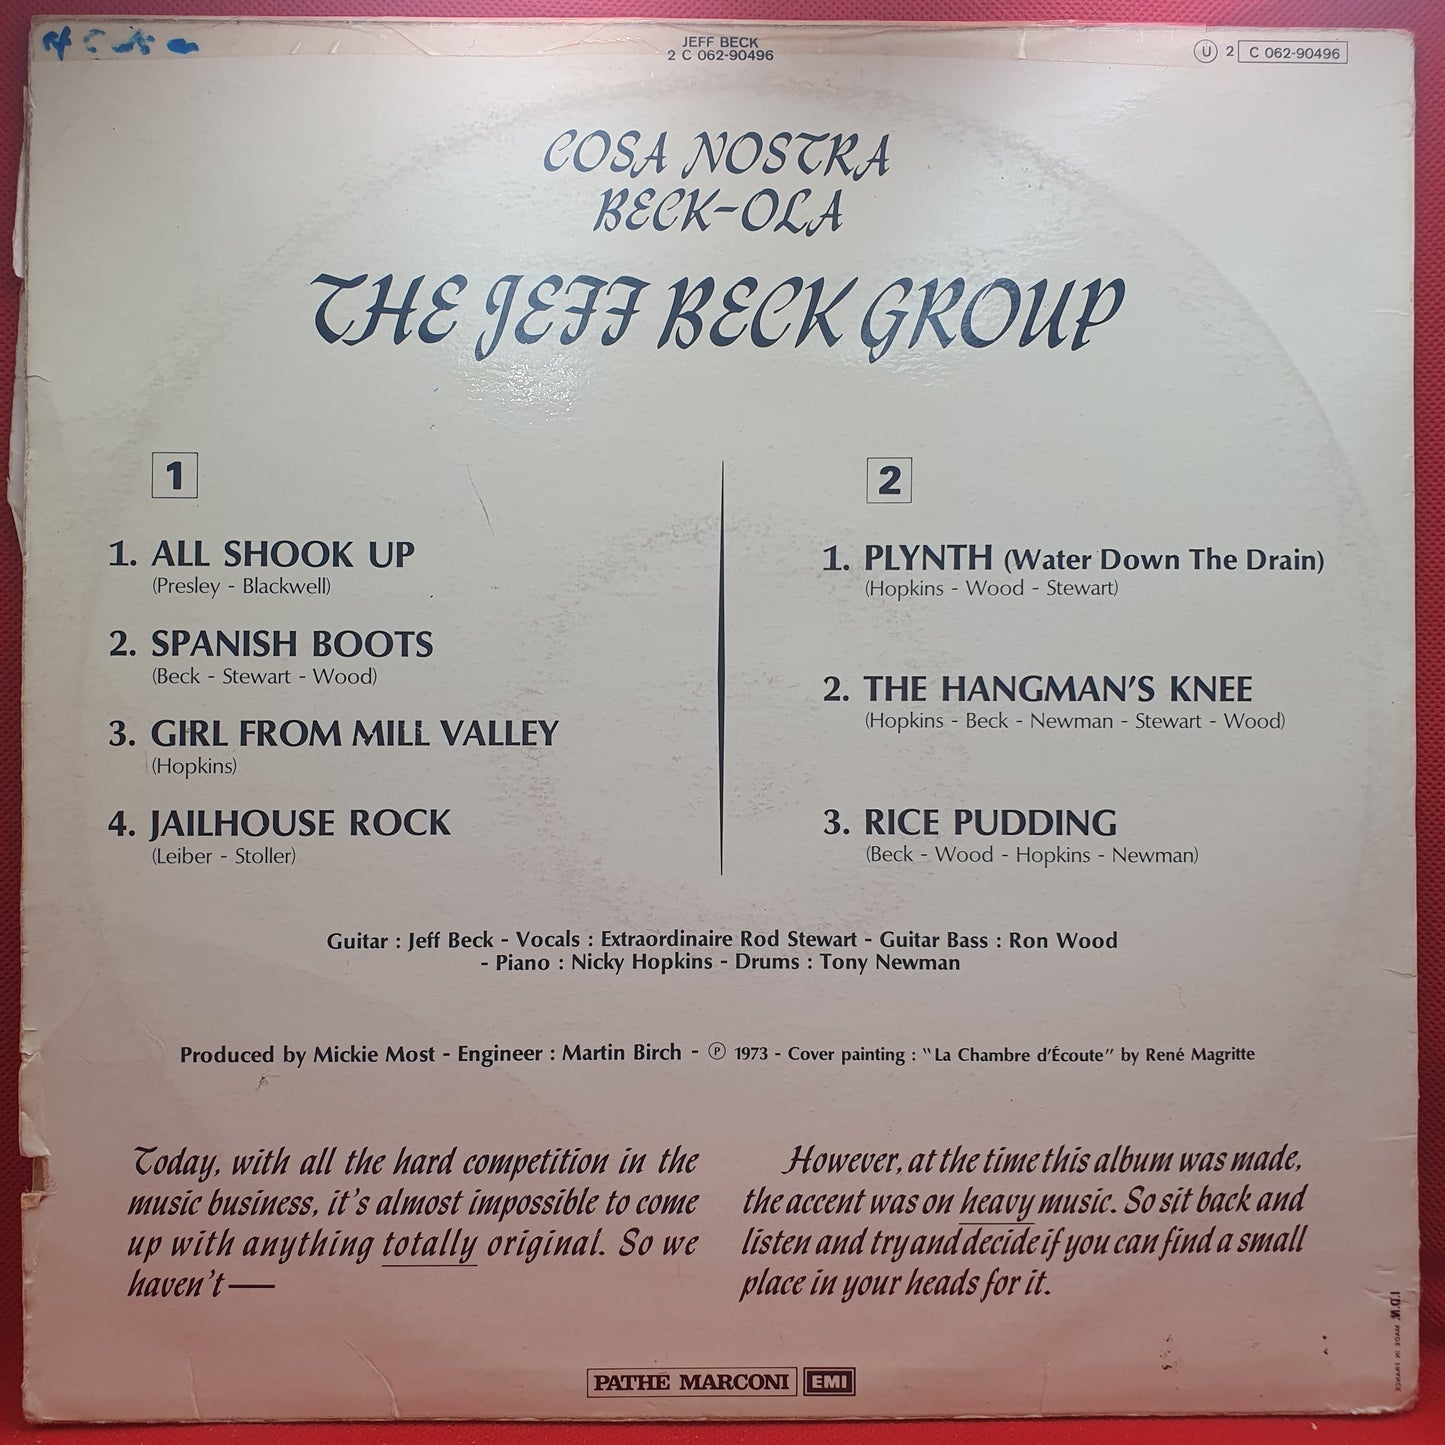 JEFF BECK
2 C 062-90496
U 2 C 062-90496
COSA NOSTRA
BECK-OLA
THE JEFF BECK GROUP
1
1. ALL SHOOK UP
(Presley - Blackwell)
2. SPANISH BOOTS
(Beck - Stewart - Wood)
3. GIRL FROM MILL VALLEY
(Hopkins)
4. JAILHOUSE ROCK
(Leiber - Stoller)
2
1. PLYNTH (Water Down The Drain)
(Hopkins - Wood - Stewart)
2. THE HANGMAN'S KNEE
(Hopkins - Beck - Newman - Stewart - Wood)
3. RICE PUDDING
(Beck - Wood - Hopkins - Newman)
Guitar : Jeff Beck - Vocals : Extraordinaire Rod Stewart - Guitar Bass : Ron Wood
- Piano : Nicky Hopkins - Drums : Tony Newman
Produced by Mickie Most - Engineer : Martin Birch - ℗ 1973 - Cover painting : "La Chambre d'Écoute" by René Magritte
Today, with all the hard competition in the
music business, it's almost impossible to come
up with anything totally original. So we
haven't —
However, at the time this album was made,
the accent was on heavy music. So sit back and
listen and try and decide if you can find a small
place in your heads for it.
PATHE MARCONI EMI
MADE IN FRANCE